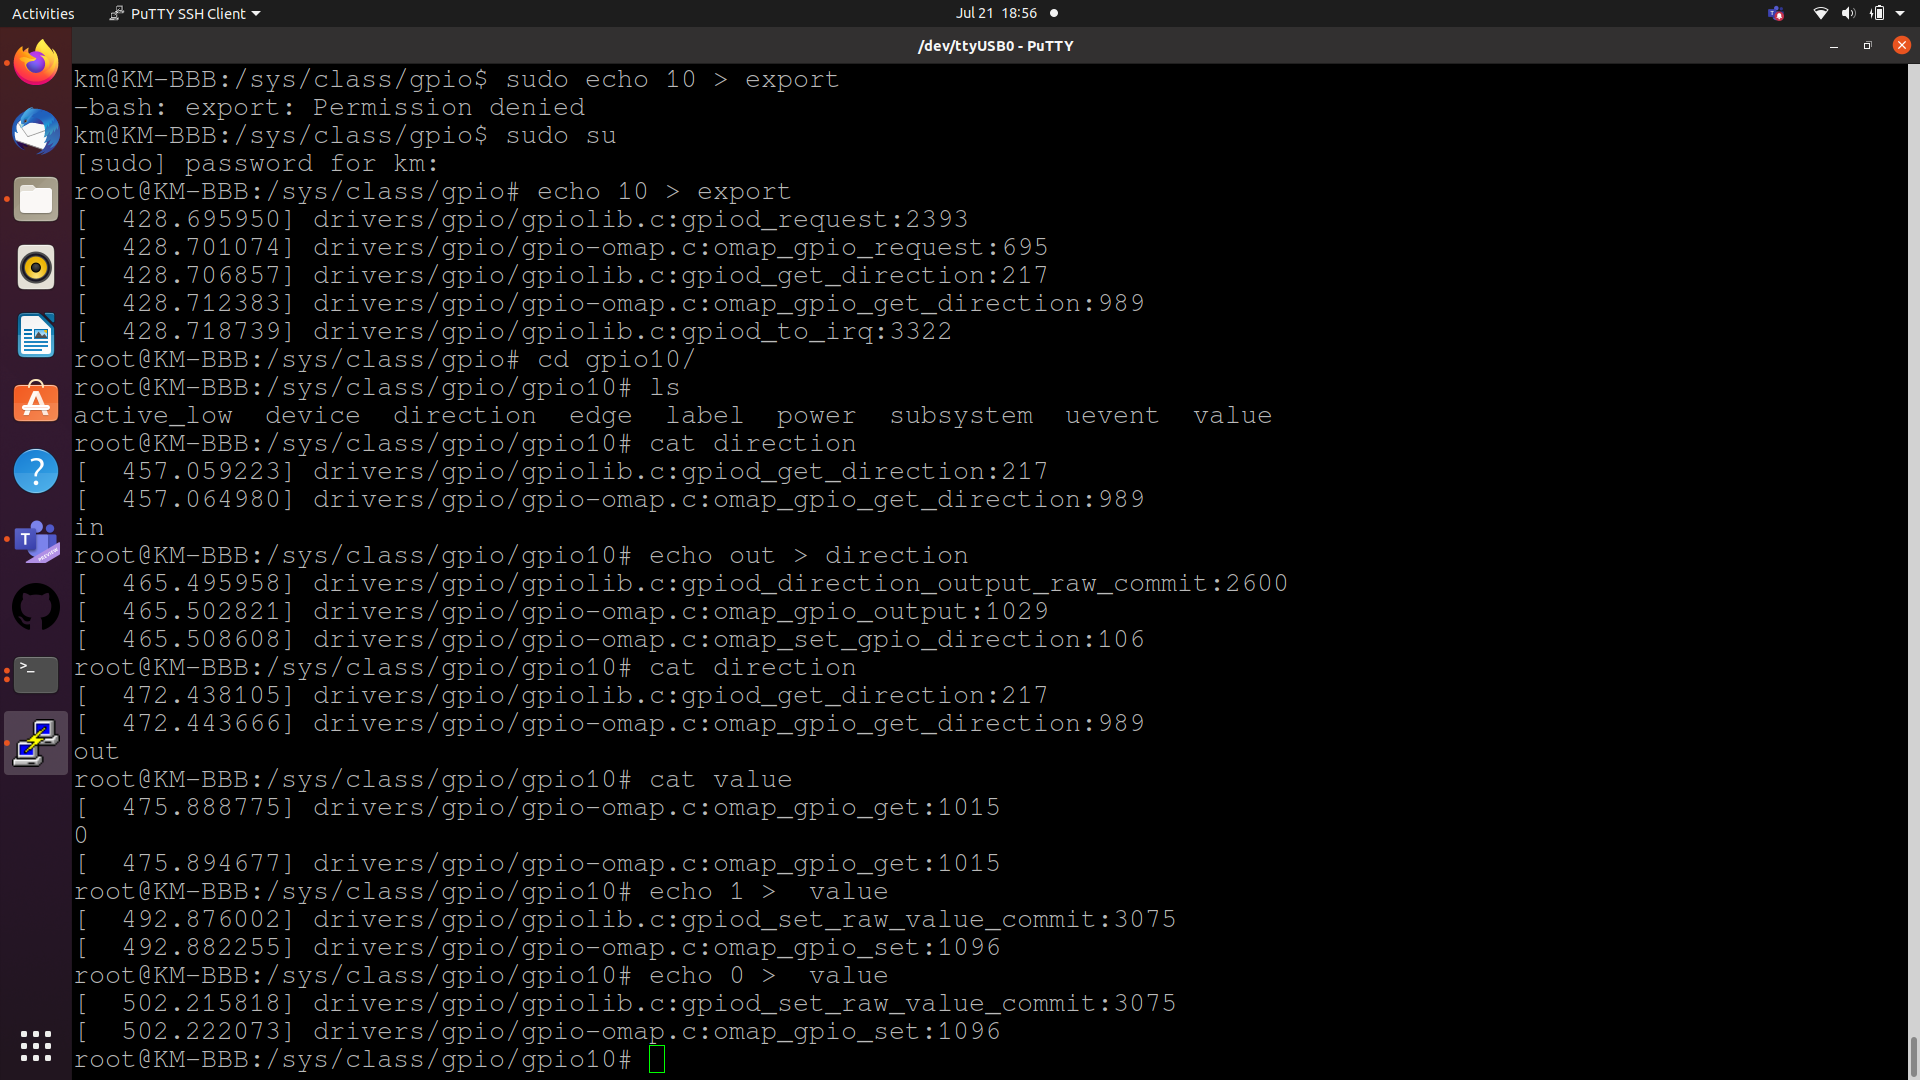 Activities
PuTTY SSH Client
Jul 21 18:56
/dev/ttyUSB0 - PuTTY
km@KM-BBB:/sys/class/gpio$ sudo echo 10 > export
-bash: export: Permission denied
km@KM-BBB:/sys/class/gpio$ sudo su
[sudo] password for km:
root@KM-BBB:/sys/class/gpio# echo 10 > export
[  428.695950] drivers/gpio/gpiolib.c:gpiod_request:2393
[  428.701074] drivers/gpio/gpio-omap.c:omap_gpio_request:695
[  428.706857] drivers/gpio/gpiolib.c:gpiod_get_direction:217
[  428.712383] drivers/gpio/gpio-omap.c:omap_gpio_get_direction:989
[  428.718739] drivers/gpio/gpiolib.c:gpiod_to_irq:3322
root@KM-BBB:/sys/class/gpio# cd gpio10/
root@KM-BBB:/sys/class/gpio/gpio10# ls
active_low  device  direction  edge  label  power  subsystem  uevent  value
root@KM-BBB:/sys/class/gpio/gpio10# cat direction
[  457.059223] drivers/gpio/gpiolib.c:gpiod_get_direction:217
[  457.064980] drivers/gpio/gpio-omap.c:omap_gpio_get_direction:989
in
root@KM-BBB:/sys/class/gpio/gpio10# echo out > direction
[  465.495958] drivers/gpio/gpiolib.c:gpiod_direction_output_raw_commit:2600
[  465.502821] drivers/gpio/gpio-omap.c:omap_gpio_output:1029
[  465.508608] drivers/gpio/gpio-omap.c:omap_set_gpio_direction:106
root@KM-BBB:/sys/class/gpio/gpio10# cat direction
[  472.438105] drivers/gpio/gpiolib.c:gpiod_get_direction:217
[  472.443666] drivers/gpio/gpio-omap.c:omap_gpio_get_direction:989
out
root@KM-BBB:/sys/class/gpio/gpio10# cat value
[  475.888775] drivers/gpio/gpio-omap.c:omap_gpio_get:1015
0
[  475.894677] drivers/gpio/gpio-omap.c:omap_gpio_get:1015
root@KM-BBB:/sys/class/gpio/gpio10# echo 1 >  value
[  492.876002] drivers/gpio/gpiolib.c:gpiod_set_raw_value_commit:3075
[  492.882255] drivers/gpio/gpio-omap.c:omap_gpio_set:1096
root@KM-BBB:/sys/class/gpio/gpio10# echo 0 >  value
[  502.215818] drivers/gpio/gpiolib.c:gpiod_set_raw_value_commit:3075
[  502.222073] drivers/gpio/gpio-omap.c:omap_gpio_set:1096
root@KM-BBB:/sys/class/gpio/gpio10#